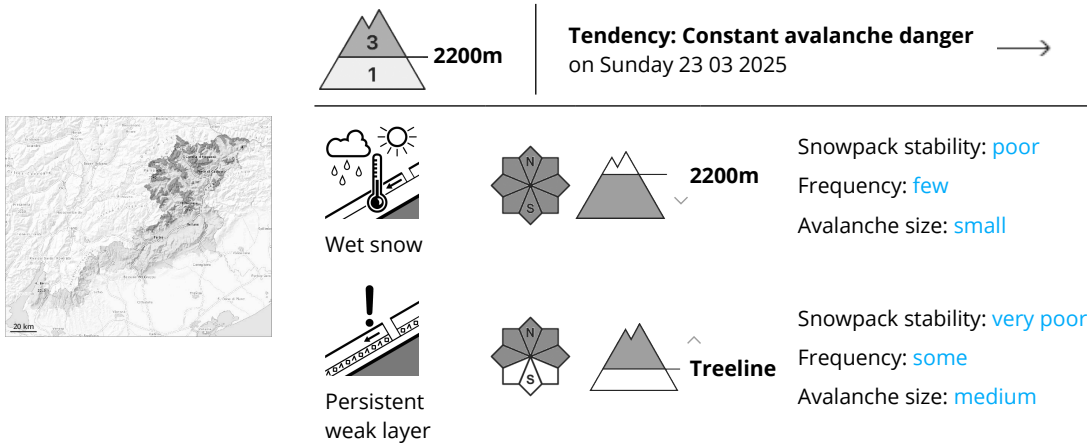 3
1
2200m
Tendency: Constant avalanche danger
on Sunday 23 03 2025
20 km
N
S
2200m
Wet snow
Snowpack stability: poor
Frequency: few
Avalanche size: small
N
S
Treeline
Persistent
weak layer
Snowpack stability: very poor
Frequency: some
Avalanche size: medium